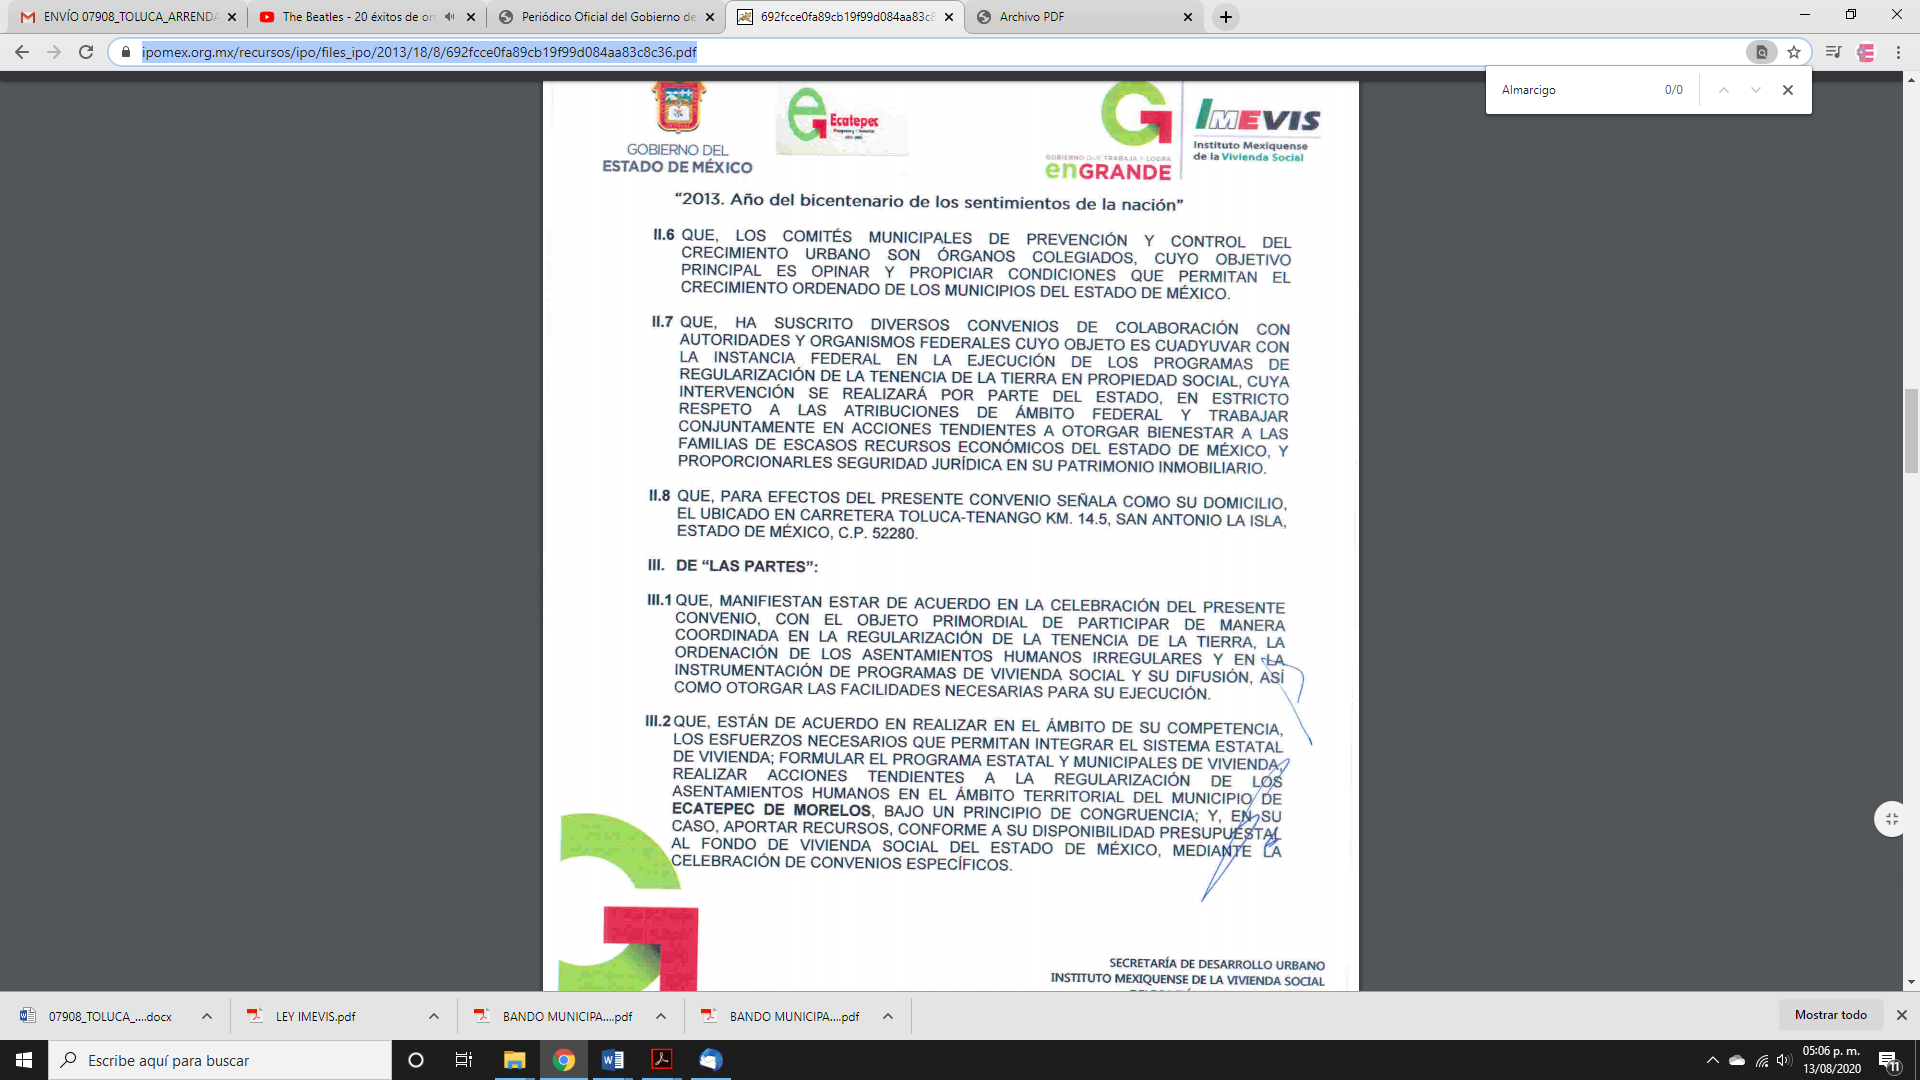 ENVÍO 07908_TOLUCA_ARREND
The Beatles - 20 éxitos de or
Periódico Oficial del Gobierno de
692fcce0fa89cb19f99d084aa83c8
Archivo PDF
ipomex.org.mx/recursos/ipo/files_ipo/2013/18/8/692fcce0fa89cb19f99d084aa83c8c36.pdf
Almarcigo 0/0
GOBIERNO DEL
ESTADO DE MÉXICO
Ecatepec
GOBIERNO QUE TRABAJA Y LOGRA
enGRANDE
IMEVIS
Instituto Mexiquense
de la Vivienda Social
“2013. Año del bicentenario de los sentimientos de la nación”
II.6 QUE, LOS COMITÉS MUNICIPALES DE PREVENCIÓN Y CONTROL DEL
CRECIMIENTO URBANO SON ÓRGANOS COLEGIADOS, CUYO OBJETIVO
PRINCIPAL ES OPINAR Y PROPICIAR CONDICIONES QUE PERMITAN EL
CRECIMIENTO ORDENADO DE LOS MUNICIPIOS DEL ESTADO DE MÉXICO.
II.7 QUE, HA SUSCRITO DIVERSOS CONVENIOS DE COLABORACIÓN CON
AUTORIDADES Y ORGANISMOS FEDERALES CUYO OBJETO ES CUADYUVAR CON
LA INSTANCIA FEDERAL EN LA EJECUCIÓN DE LOS PROGRAMAS DE
REGULARIZACIÓN DE LA TENENCIA DE LA TIERRA EN PROPIEDAD SOCIAL, CUYA
INTERVENCIÓN SE REALIZARÁ POR PARTE DEL ESTADO, EN ESTRICTO
RESPETO A LAS ATRIBUCIONES DE ÁMBITO FEDERAL Y TRABAJAR
CONJUNTAMENTE EN ACCIONES TENDIENTES A OTORGAR BIENESTAR A LAS
FAMILIAS DE ESCASOS RECURSOS ECONÓMICOS DEL ESTADO DE MÉXICO, Y
PROPORCIONARLES SEGURIDAD JURÍDICA EN SU PATRIMONIO INMOBILIARIO.
II.8 QUE, PARA EFECTOS DEL PRESENTE CONVENIO SEÑALA COMO SU DOMICILIO,
EL UBICADO EN CARRETERA TOLUCA-TENANGO KM. 14.5, SAN ANTONIO LA ISLA,
ESTADO DE MÉXICO, C.P. 52280.
III. DE “LAS PARTES”:
III.1 QUE, MANIFIESTAN ESTAR DE ACUERDO EN LA CELEBRACIÓN DEL PRESENTE
CONVENIO, CON EL OBJETO PRIMORDIAL DE PARTICIPAR DE MANERA
COORDINADA EN LA REGULARIZACIÓN DE LA TENENCIA DE LA TIERRA, LA
ORDENACIÓN DE LOS ASENTAMIENTOS HUMANOS IRREGULARES Y EN LA
INSTRUMENTACIÓN DE PROGRAMAS DE VIVIENDA SOCIAL Y SU DIFUSIÓN, ASÍ
COMO OTORGAR LAS FACILIDADES NECESARIAS PARA SU EJECUCIÓN.
III.2 QUE, ESTÁN DE ACUERDO EN REALIZAR EN EL ÁMBITO DE SU COMPETENCIA,
LOS ESFUERZOS NECESARIOS QUE PERMITAN INTEGRAR EL SISTEMA ESTATAL
DE VIVIENDA; FORMULAR EL PROGRAMA ESTATAL Y MUNICIPALES DE VIVIENDA,
REALIZAR ACCIONES TENDIENTES A LA REGULARIZACIÓN DE LOS
ASENTAMIENTOS HUMANOS EN EL ÁMBITO TERRITORIAL DEL MUNICIPIO DE
ECATEPEC DE MORELOS, BAJO UN PRINCIPIO DE CONGRUENCIA; Y, EN SU
CASO, APORTAR RECURSOS, CONFORME A SU DISPONIBILIDAD PRESUPUESTAL
AL FONDO DE VIVIENDA SOCIAL DEL ESTADO DE MÉXICO, MEDIANTE LA
CELEBRACIÓN DE CONVENIOS ESPECÍFICOS.
SECRETARÍA DE DESARROLLO URBANO
INSTITUTO MEXIQUENSE DE LA VIVIENDA SOCIAL
07908_TOLUCA_....docx
LEY IMEVIS.pdf
BANDO MUNICIPA....pdf
BANDO MUNICIPA....pdf
Mostrar todo
Escribe aquí para buscar
05:06 p. m.
13/08/2020
11